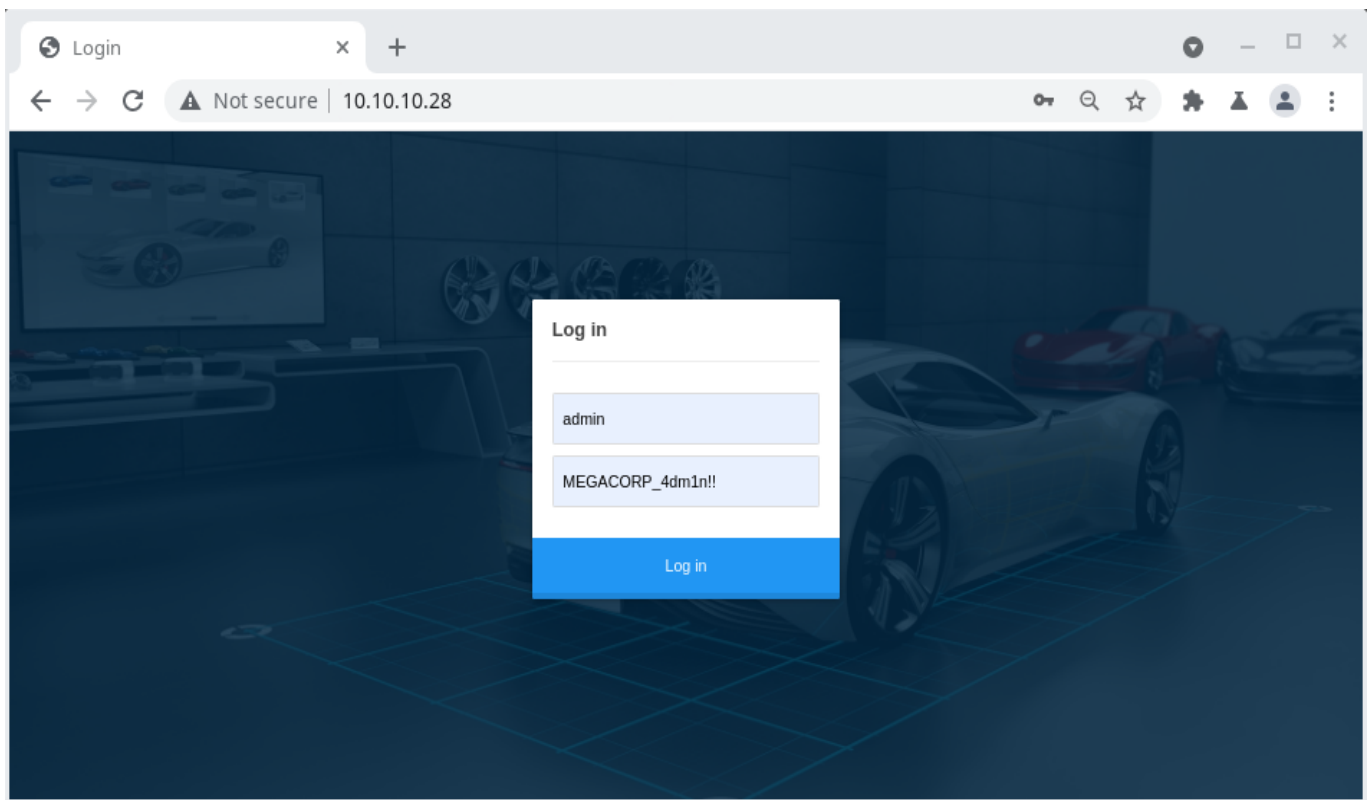 Login
Not secure | 10.10.10.28
Log in
admin
MEGACORP_4dm1n!!
Log in